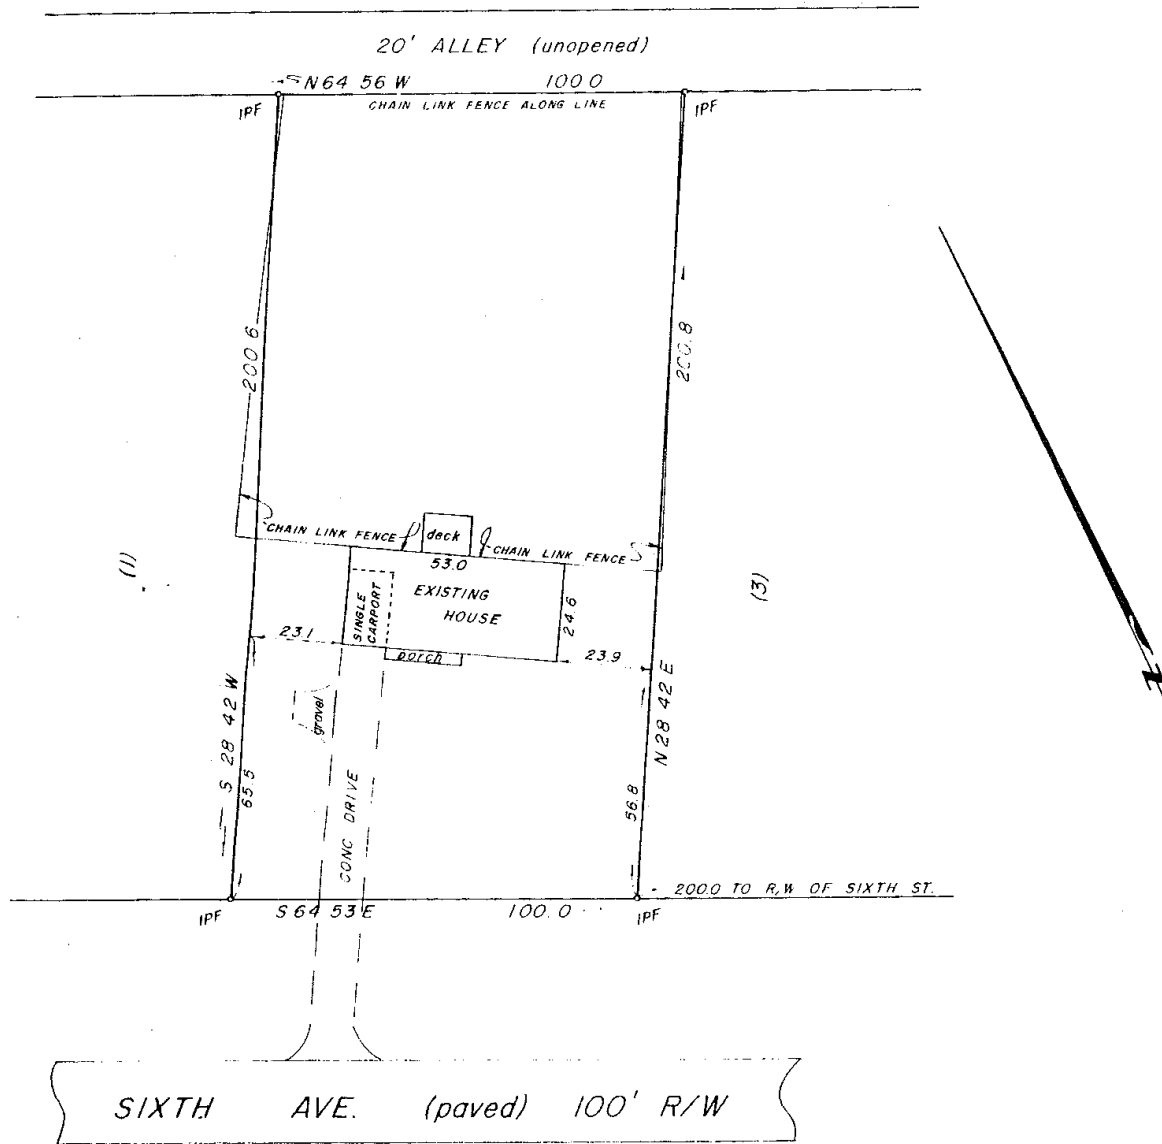 20' ALLEY (unopened)
N 64 56 W 100.0
IPF
CHAIN LINK FENCE ALONG LINE
IPF
200.6
200.8
CHAIN LINK FENCE
deck
CHAIN LINK FENCE
53.0
(1)
(3)
EXISTING
HOUSE
SINGLE
CARPORT
24.6
23.1
porch
23.9
gravel
S 28 42 W
65.5
N 28 42 E
56.8
CONC DRIVE
200.0 TO R/W OF SIXTH ST.
IPF
S 64 53 E 100.0
IPF
SIXTH AVE. (paved) 100' R/W